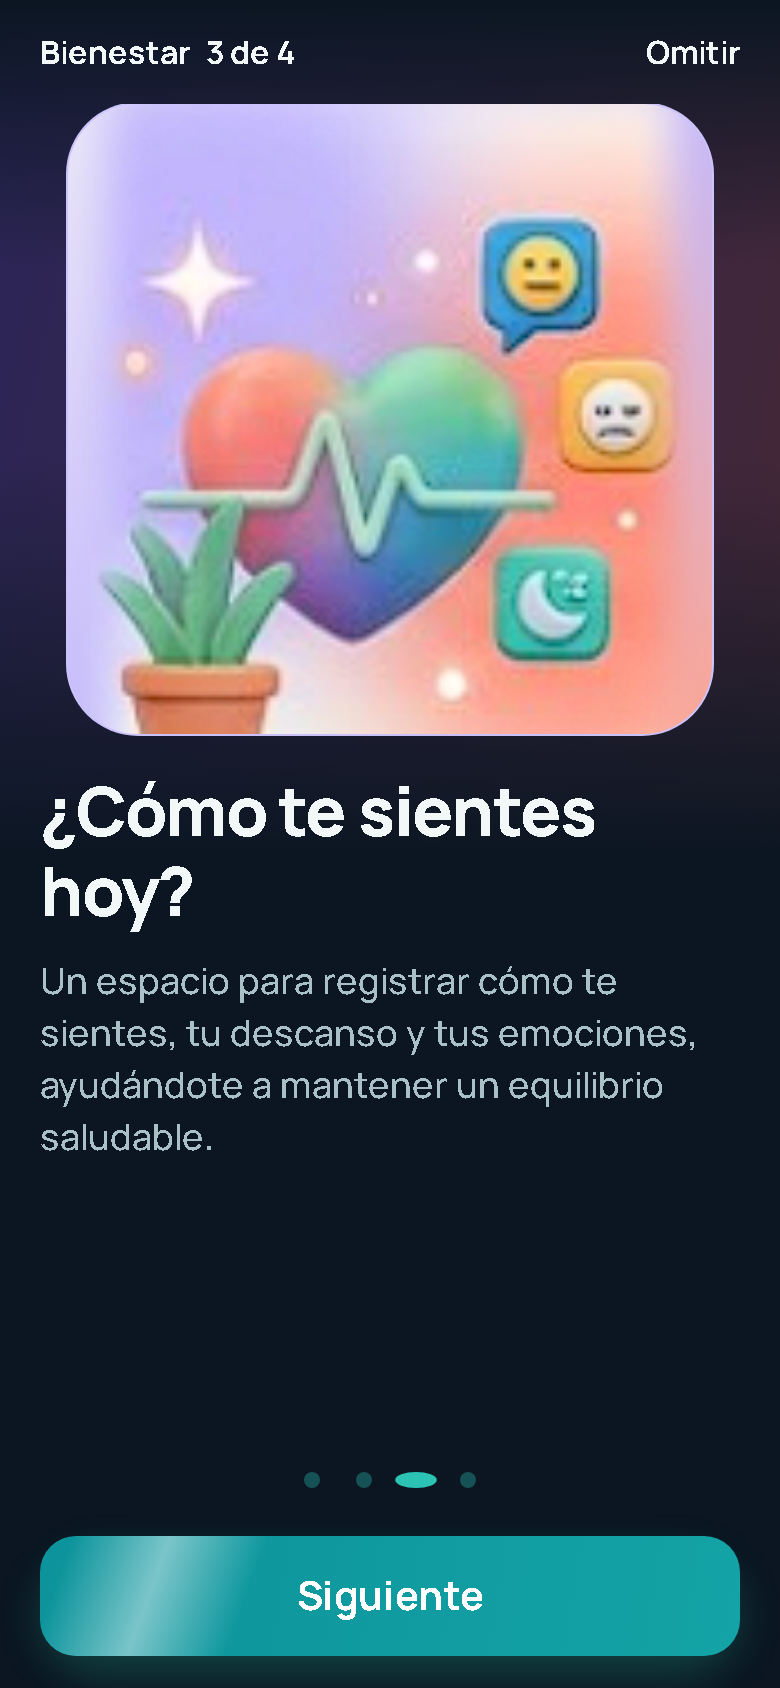 Bienestar 3 de 4
Omitir
¿Cómo te sientes
hoy?
Un espacio para registrar cómo te
sientes, tu descanso y tus emociones,
ayudándote a mantener un equilibrio
saludable.
Siguiente